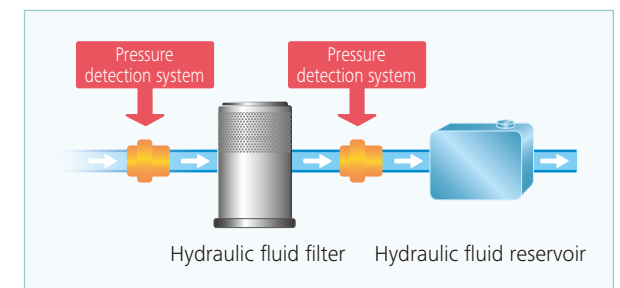 Pressure
detection system
Pressure
detection system
Hydraulic fluid filter
Hydraulic fluid reservoir